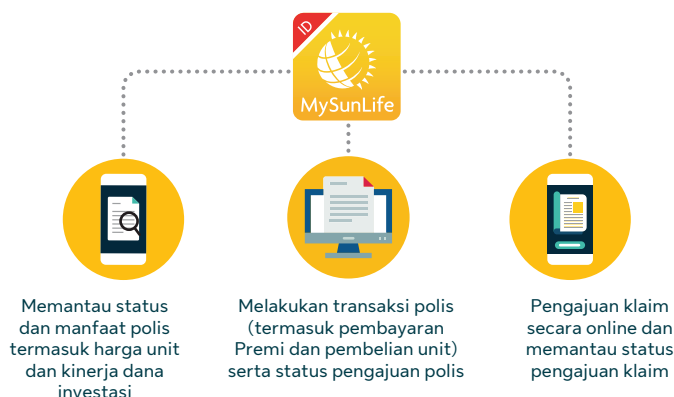 ID
MySunLife
Memantau status
dan manfaat polis
termasuk harga unit
dan kinerja dana
investasi
Melakukan transaksi polis
(termasuk pembayaran
Premi dan pembelian unit)
serta status pengajuan polis
Pengajuan klaim
secara online dan
memantau status
pengajuan klaim